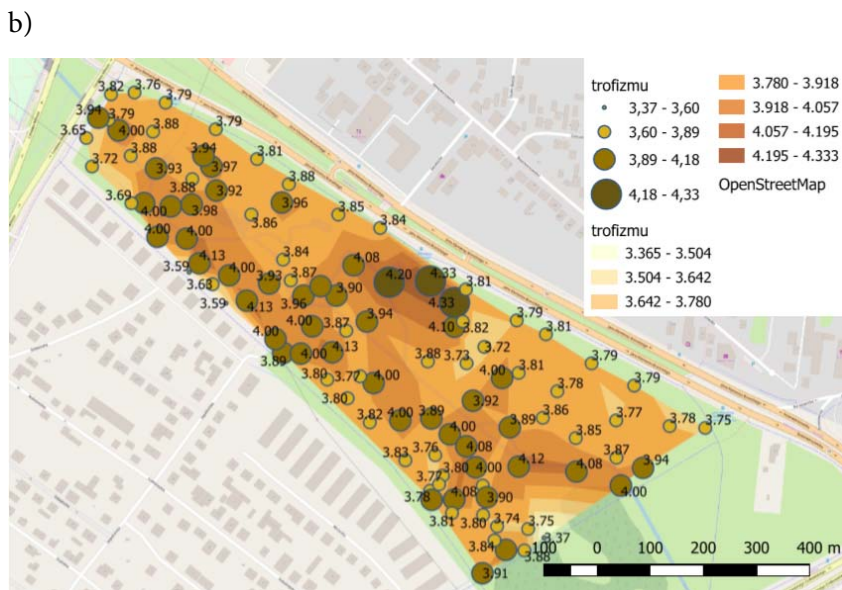 b)
trofizmu
3,37 - 3,60
3,60 - 3,89
3,89 - 4,18
4,18 - 4,33
trofizmu
3.365 - 3.504
3.504 - 3.642
3.642 - 3.780
3.780 - 3.918
3.918 - 4.057
4.057 - 4.195
4.195 - 4.333
OpenStreetMap
3.82 3.76 3.79
3.94 3.79
4.00 3.88 3.79
3.65
3.88 3.94 3.81
3.72 3.93 3.97
3.88 3.92 3.88
3.69 3.96
4.00 3.98 3.86 3.85
3.84
4.00 4.00
4.13 3.84 4.08
3.59 4.00 3.87 4.20 4.33
3.63 3.93 3.90 3.81
3.59 4.13 3.96 4.33
4.00 3.94 3.79
4.00 3.87 4.10 3.82 3.81
4.13 3.72
3.89 4.00 3.88 3.73 3.79
3.80 3.77 4.00 4.00 3.81
3.80 3.78 3.79
3.92
3.82 4.00 3.89 3.89 3.86 3.77 3.78 3.75
4.00 3.85
4.08
3.83 3.76 3.87
3.80 4.00 4.12 4.08 3.94
3.77
3.78 4.08 3.90 4.00
3.81 3.80 3.74 3.75
3.37
3.84 3.88
3.91
-100 0 100 200 300 400 m